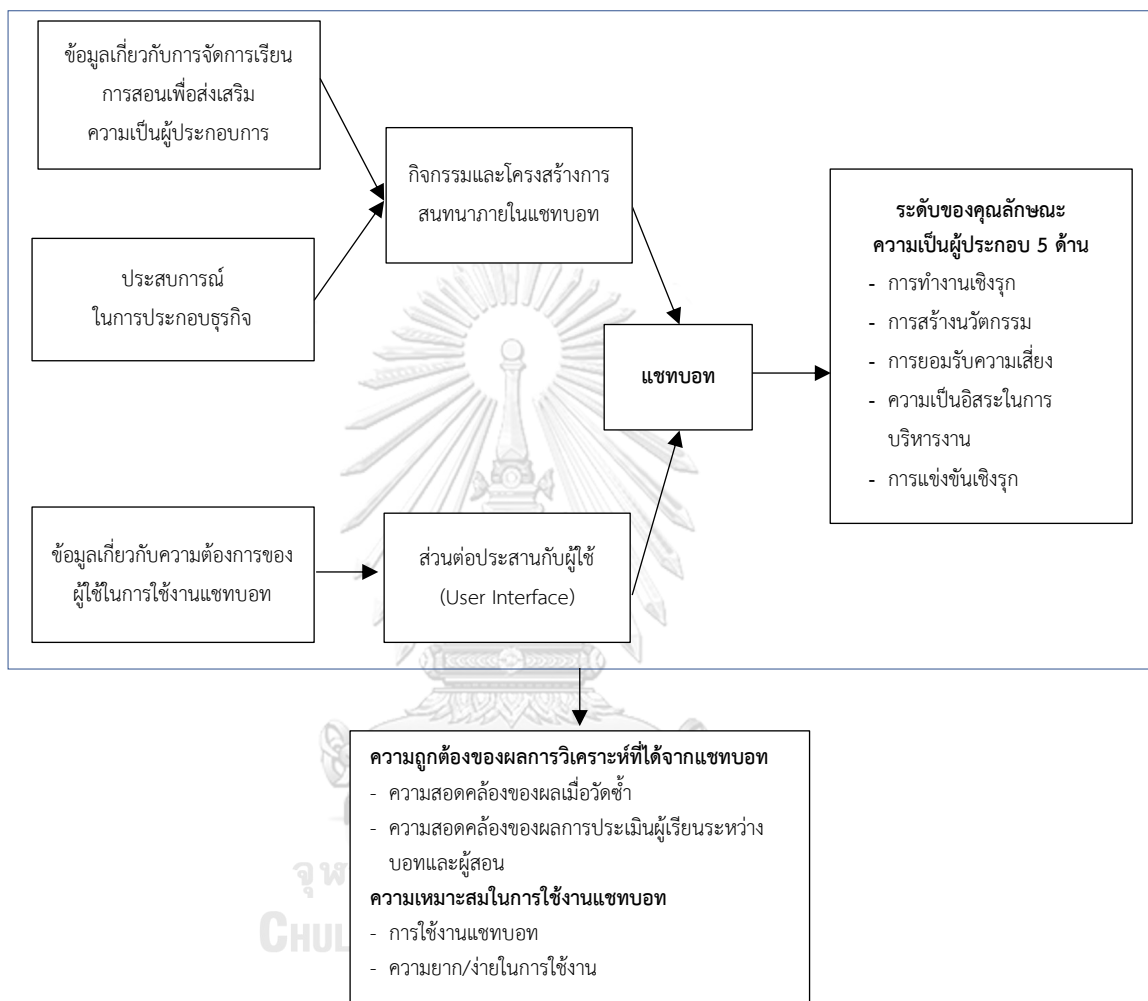 ข้อมูลเกี่ยวกับการจัดการเรียน
การสอนเพื่อส่งเสริม
ความเป็นผู้ประกอบการ
ประสบการณ์
ในการประกอบธุรกิจ
กิจกรรมและโครงสร้างการ
สนทนาภายในแชทบอท
ข้อมูลเกี่ยวกับความต้องการของ
ผู้ใช้ในการใช้งานแชทบอท
ส่วนต่อประสานกับผู้ใช้
(User Interface)
แชทบอท
ระดับของคุณลักษณะ
ความเป็นผู้ประกอบ 5 ด้าน
- การทำงานเชิงรุก
- การสร้างนวัตกรรม
- การยอมรับความเสี่ยง
- ความเป็นอิสระในการ
บริหารงาน
- การแข่งขันเชิงรุก
ความถูกต้องของผลการวิเคราะห์ที่ได้จากแชทบอท
- ความสอดคล้องของผลเมื่อวัดซ้ำ
- ความสอดคล้องของผลการประเมินผู้เรียนระหว่าง
บอทและผู้สอน
ความเหมาะสมในการใช้งานแชทบอท
- การใช้งานแชทบอท
- ความยาก/ง่ายในการใช้งาน
จุฬ
CHUL